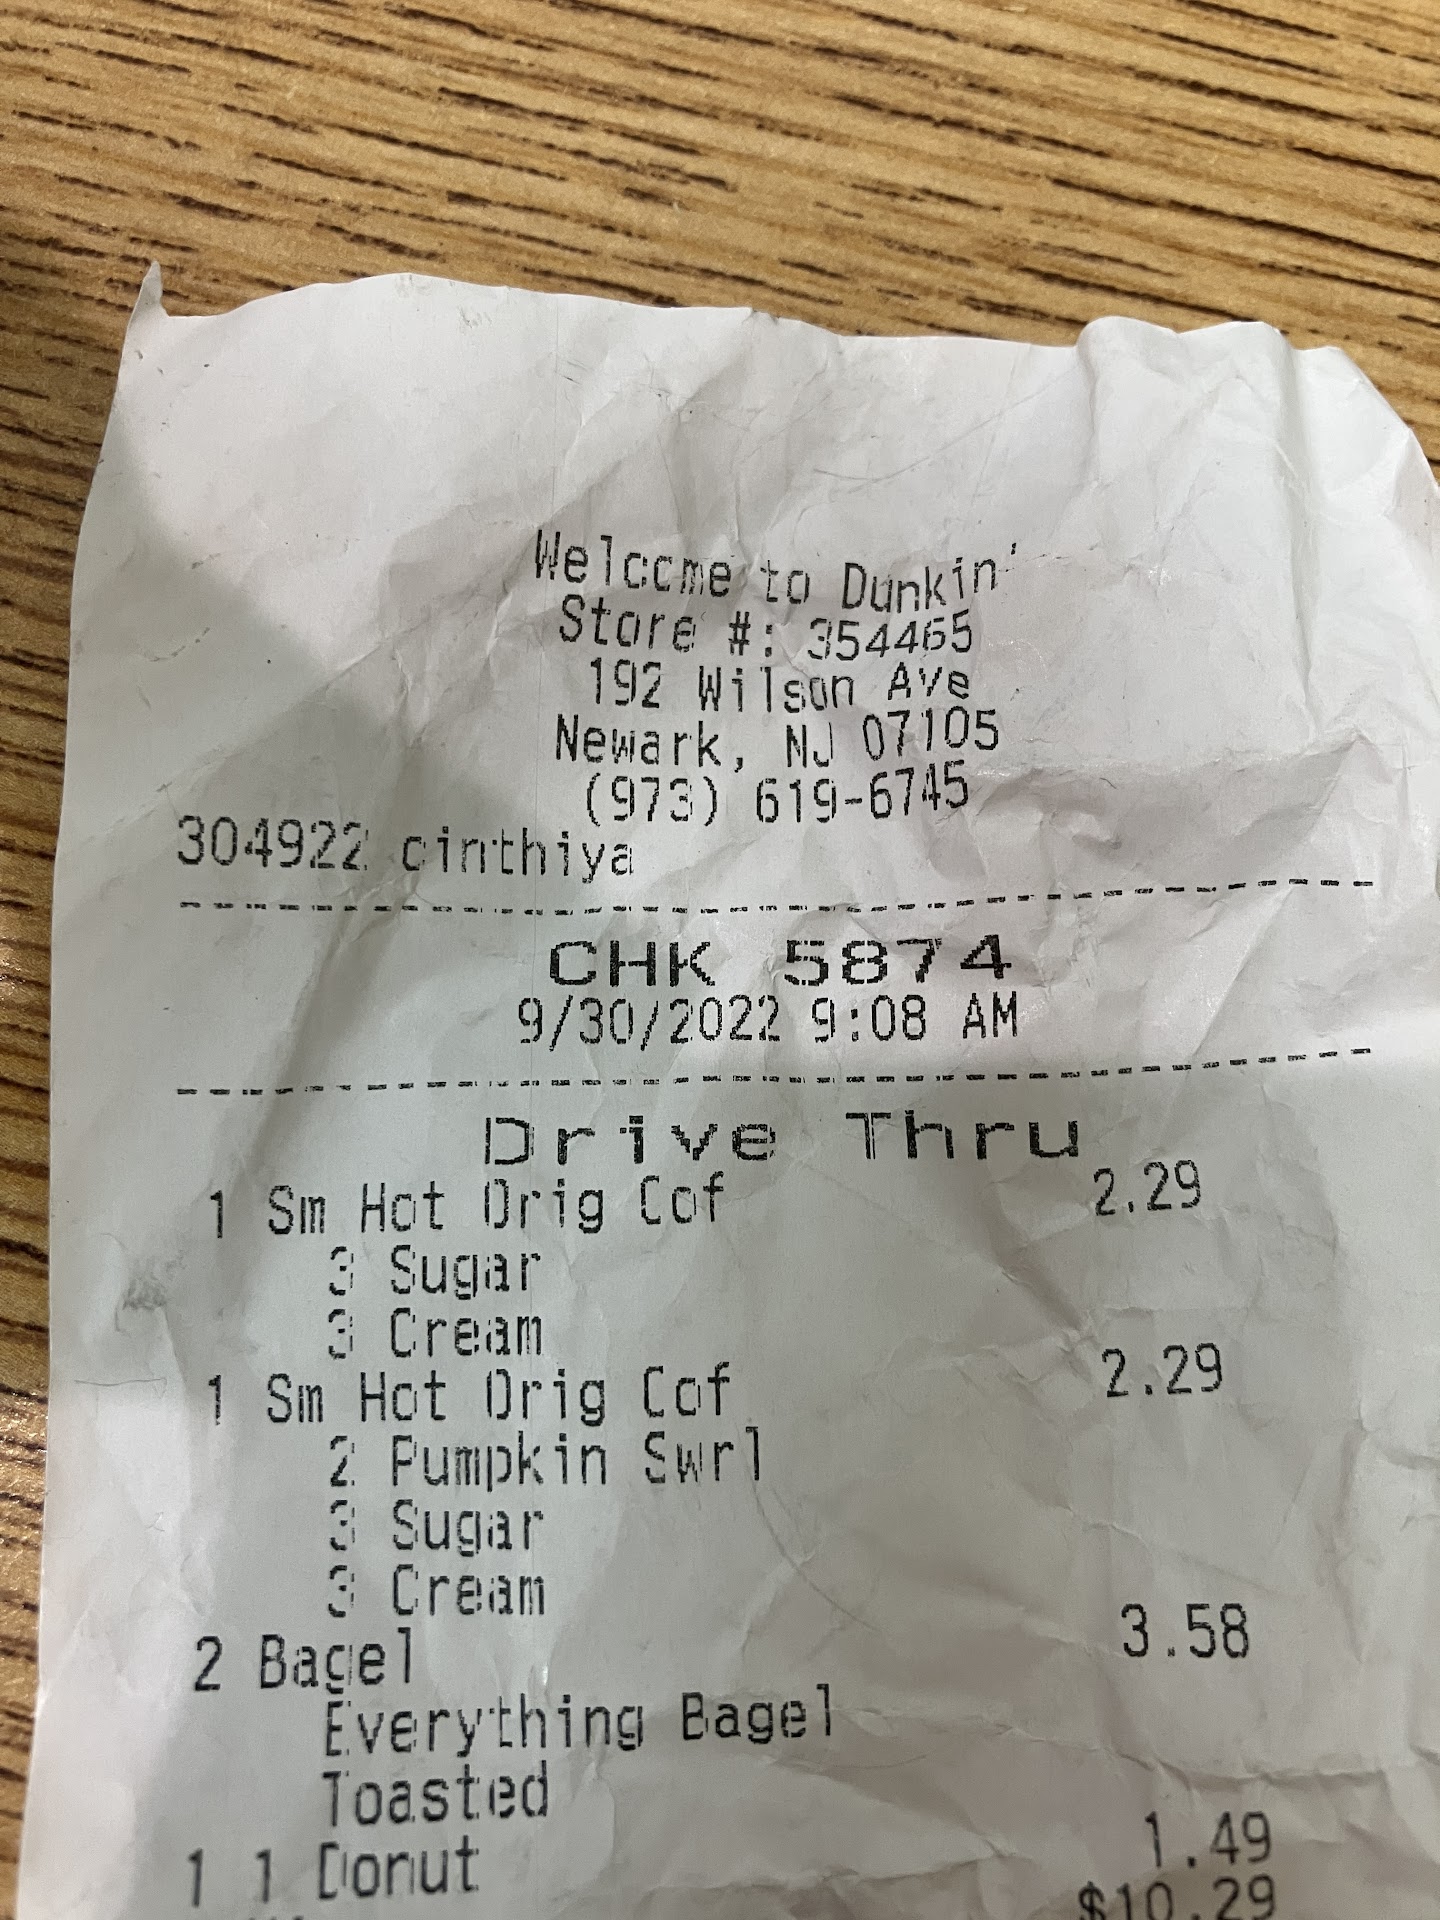 Welcome to Dunkin'
Store #: 354465
192 Wilson Ave
Newark, NJ 07105
(973) 619-6745
304922 cinthiya
CHK 5874
9/30/2022 9:08 AM
Drive Thru
1 Sm Hot Orig Cof 2.29
3 Sugar
3 Cream
1 Sm Hot Orig Cof 2.29
2 Pumpkin Swrl
3 Sugar
3 Cream
2 Bagel 3.58
Everything Bagel
Toasted
1 1 Donut 1.49
$10.29